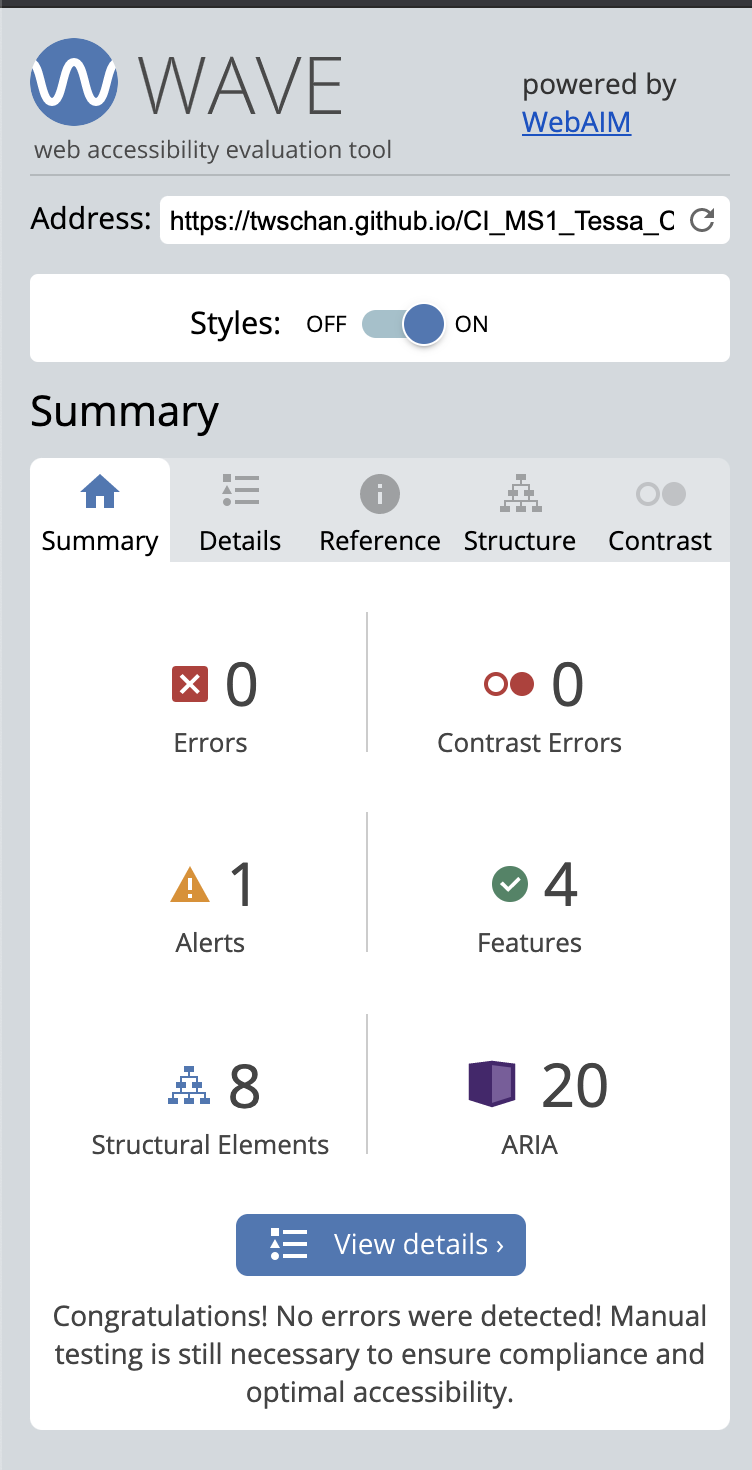 WAVE
powered by
WebAIM
web accessibility evaluation tool
Address: https://twschan.github.io/CI_MS1_Tessa_C
Styles: OFF ON
Summary
Summary Details Reference Structure Contrast
0 0
Errors Contrast Errors
1 4
Alerts Features
8 20
Structural Elements ARIA
View details ›
Congratulations! No errors were detected! Manual
testing is still necessary to ensure compliance and
optimal accessibility.